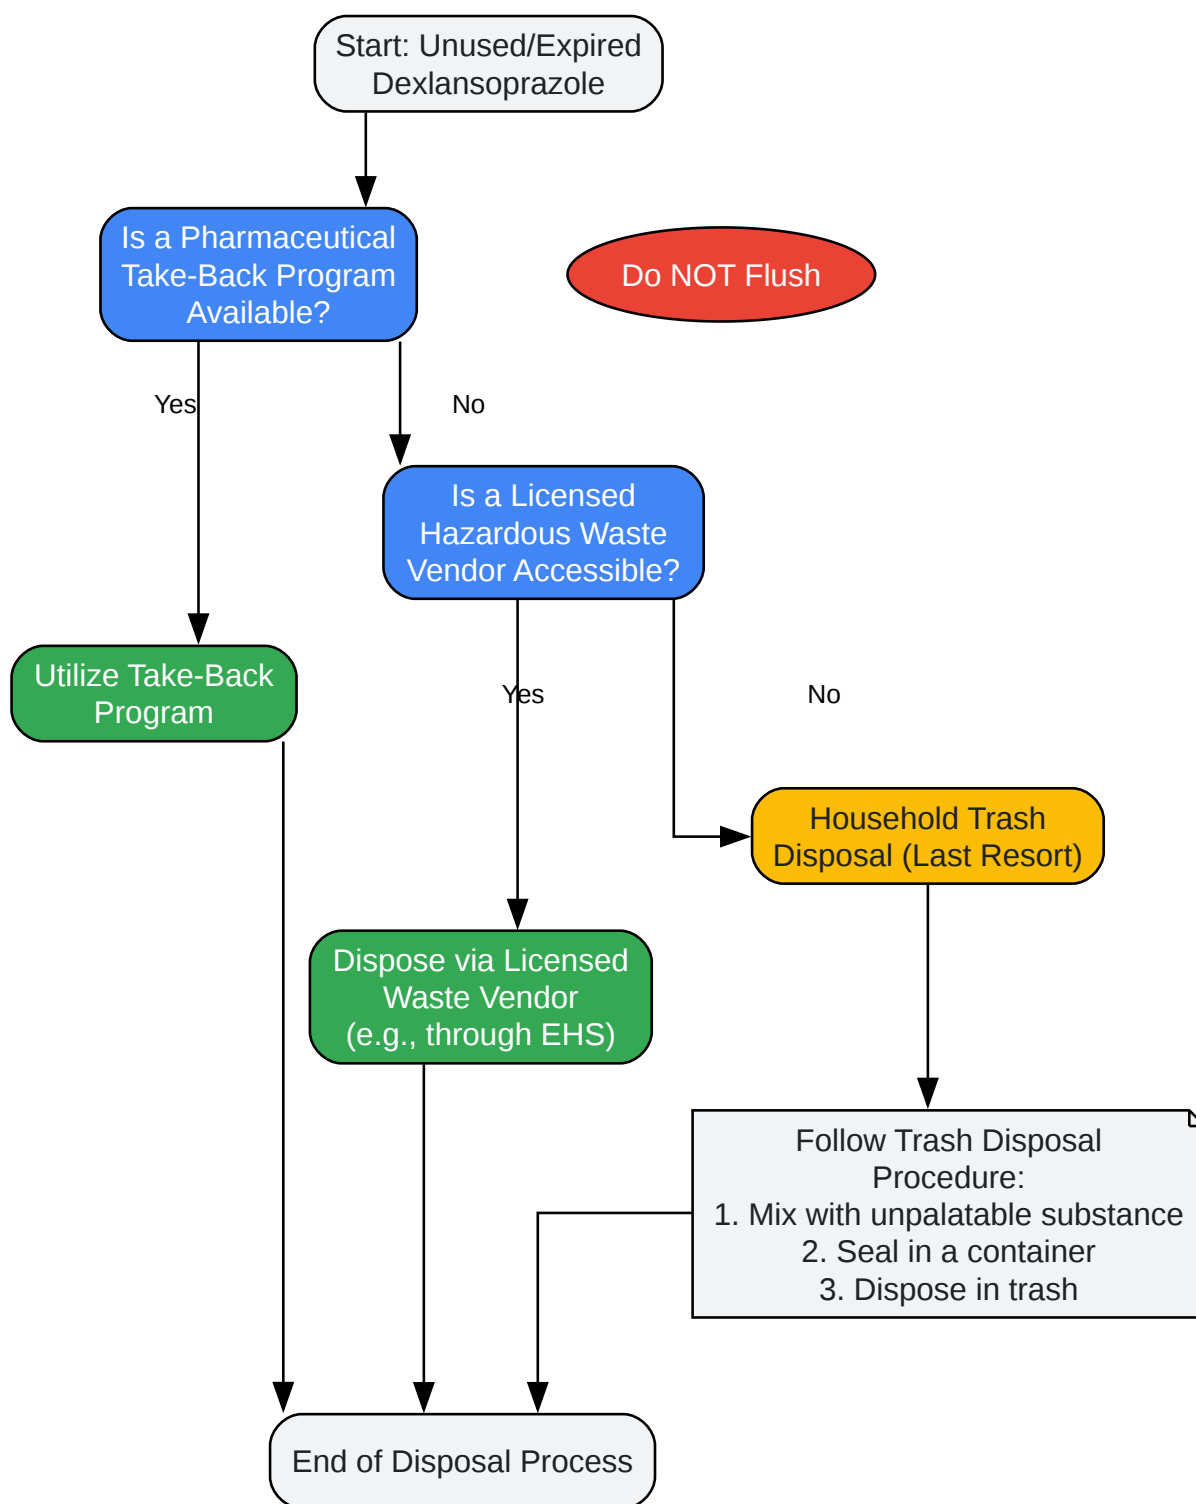 Start: Unused/Expired
Dexlansoprazole
Is a Pharmaceutical
Take-Back Program
Available?
Do NOT Flush
Yes
No
Is a Licensed
Hazardous Waste
Vendor Accessible?
Utilize Take-Back
Program
Yes
No
Household Trash
Disposal (Last Resort)
Dispose via Licensed
Waste Vendor
(e.g., through EHS)
Follow Trash Disposal
Procedure:
1. Mix with unpalatable substance
2. Seal in a container
3. Dispose in trash
End of Disposal Process